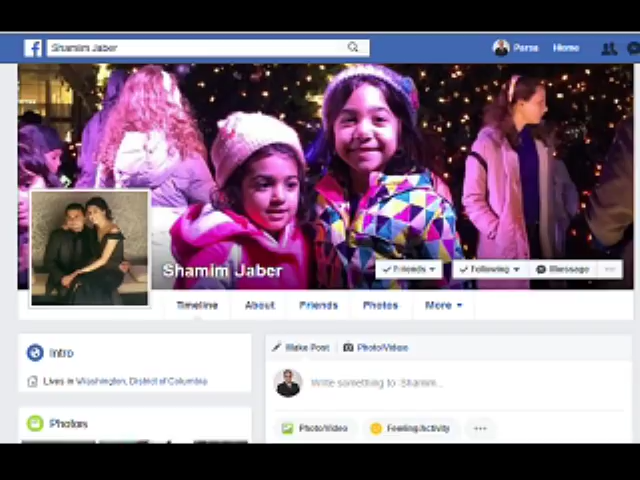 f
Shamim Jaber
Parsa Home
Shamim Jaber
Friends Following Message ...
Timeline About Friends Photos More
Intro
Lives in Washington, District of Columbia
Photos
Make Post Photo/Video
Write something to Shamim...
Photo/Video Feeling/Activity ...